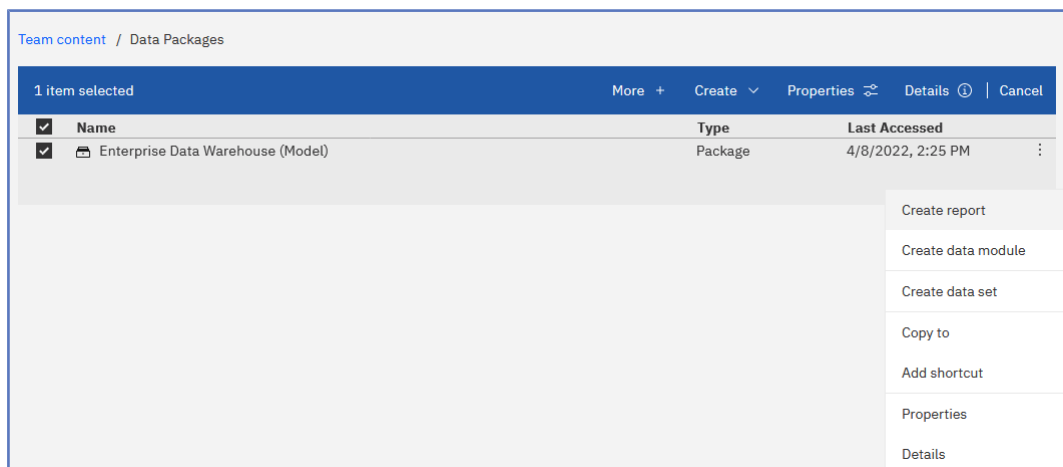 Team content / Data Packages
1 item selected More + Create Properties Details | Cancel
Name Type Last Accessed
Enterprise Data Warehouse (Model) Package 4/8/2022, 2:25 PM
Create report
Create data module
Create data set
Copy to
Add shortcut
Properties
Details